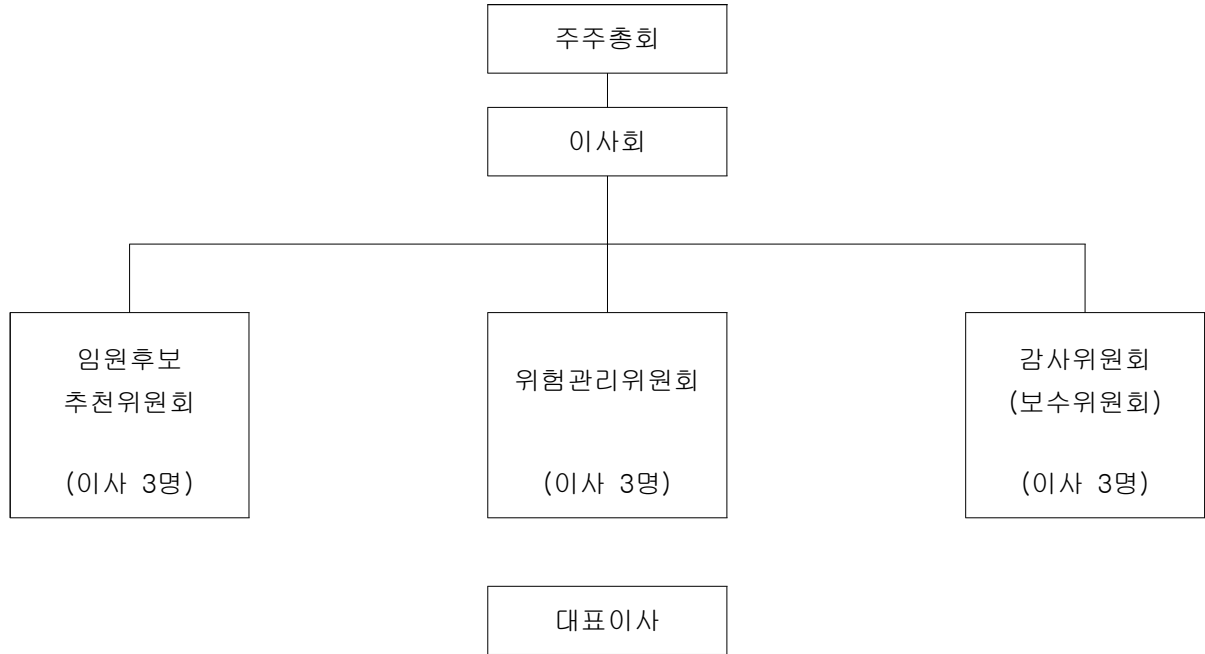 주주총회
이사회
임원후보
추천위원회
(이사 3명)
위험관리위원회
(이사 3명)
감사위원회
(보수위원회)
(이사 3명)
대표이사